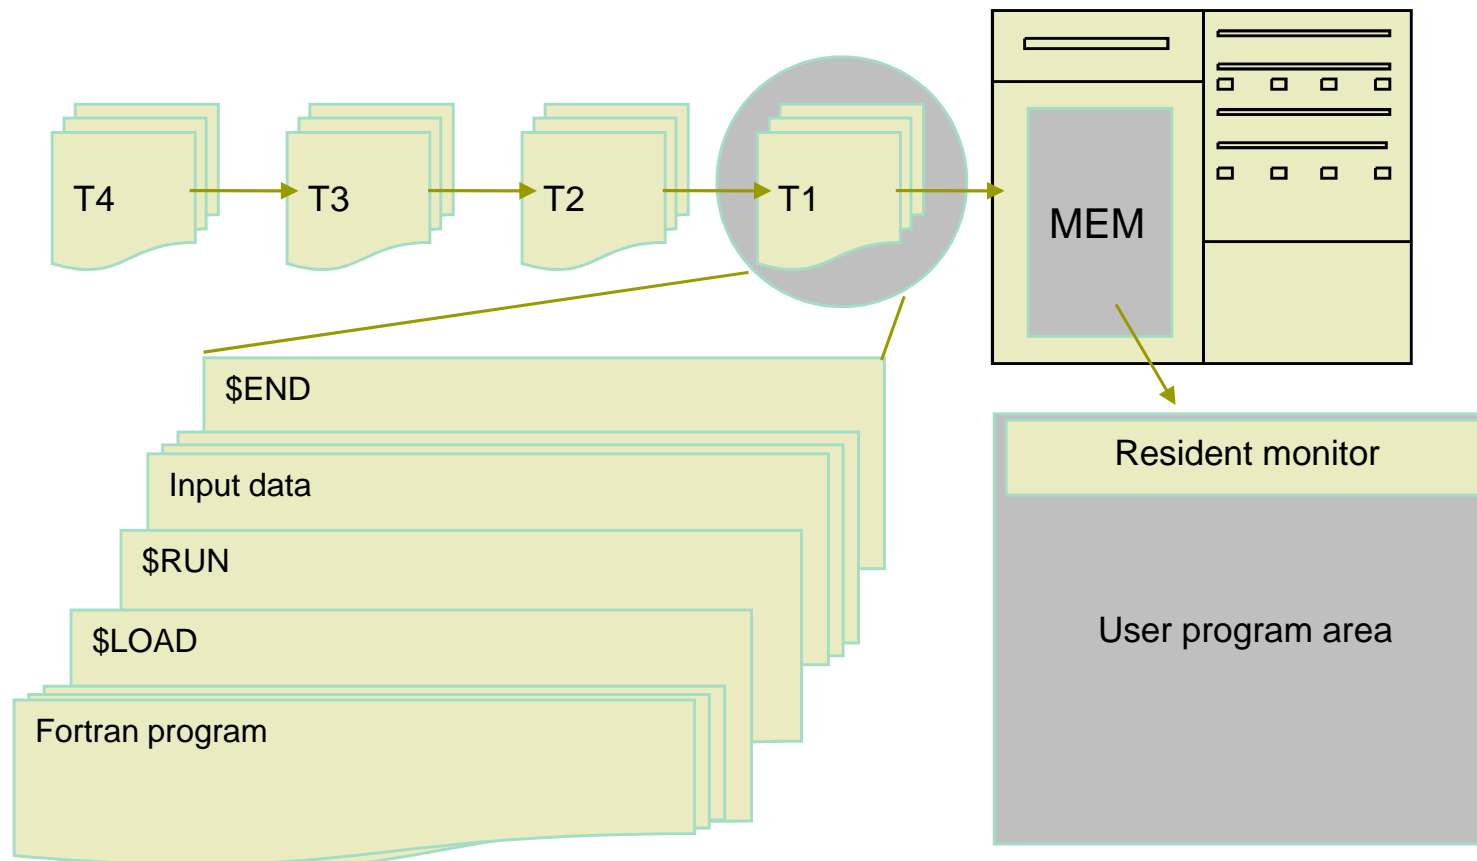 T4
T3
T2
T1
MEM
$END
Input data
$RUN
$LOAD
Fortran program
Resident monitor
User program area